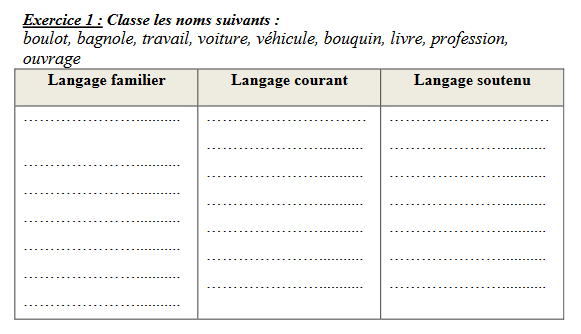 Exercice 1 : Classe les noms suivants :
boulot, bagnole, travail, voiture, véhicule, bouquin, livre, profession,
ouvrage
Langage familier Langage courant Langage soutenu